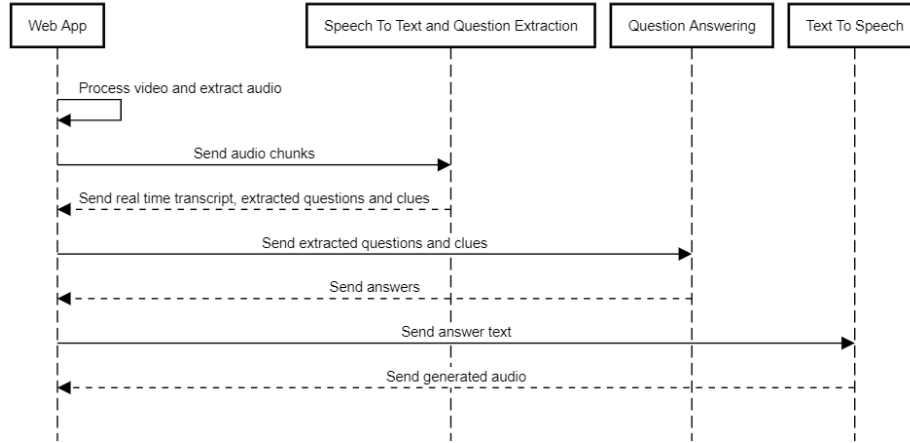 Web App
Speech To Text and Question Extraction
Question Answering
Text To Speech
Process video and extract audio
Send audio chunks
Send real time transcript, extracted questions and clues
Send extracted questions and clues
Send answers
Send answer text
Send generated audio